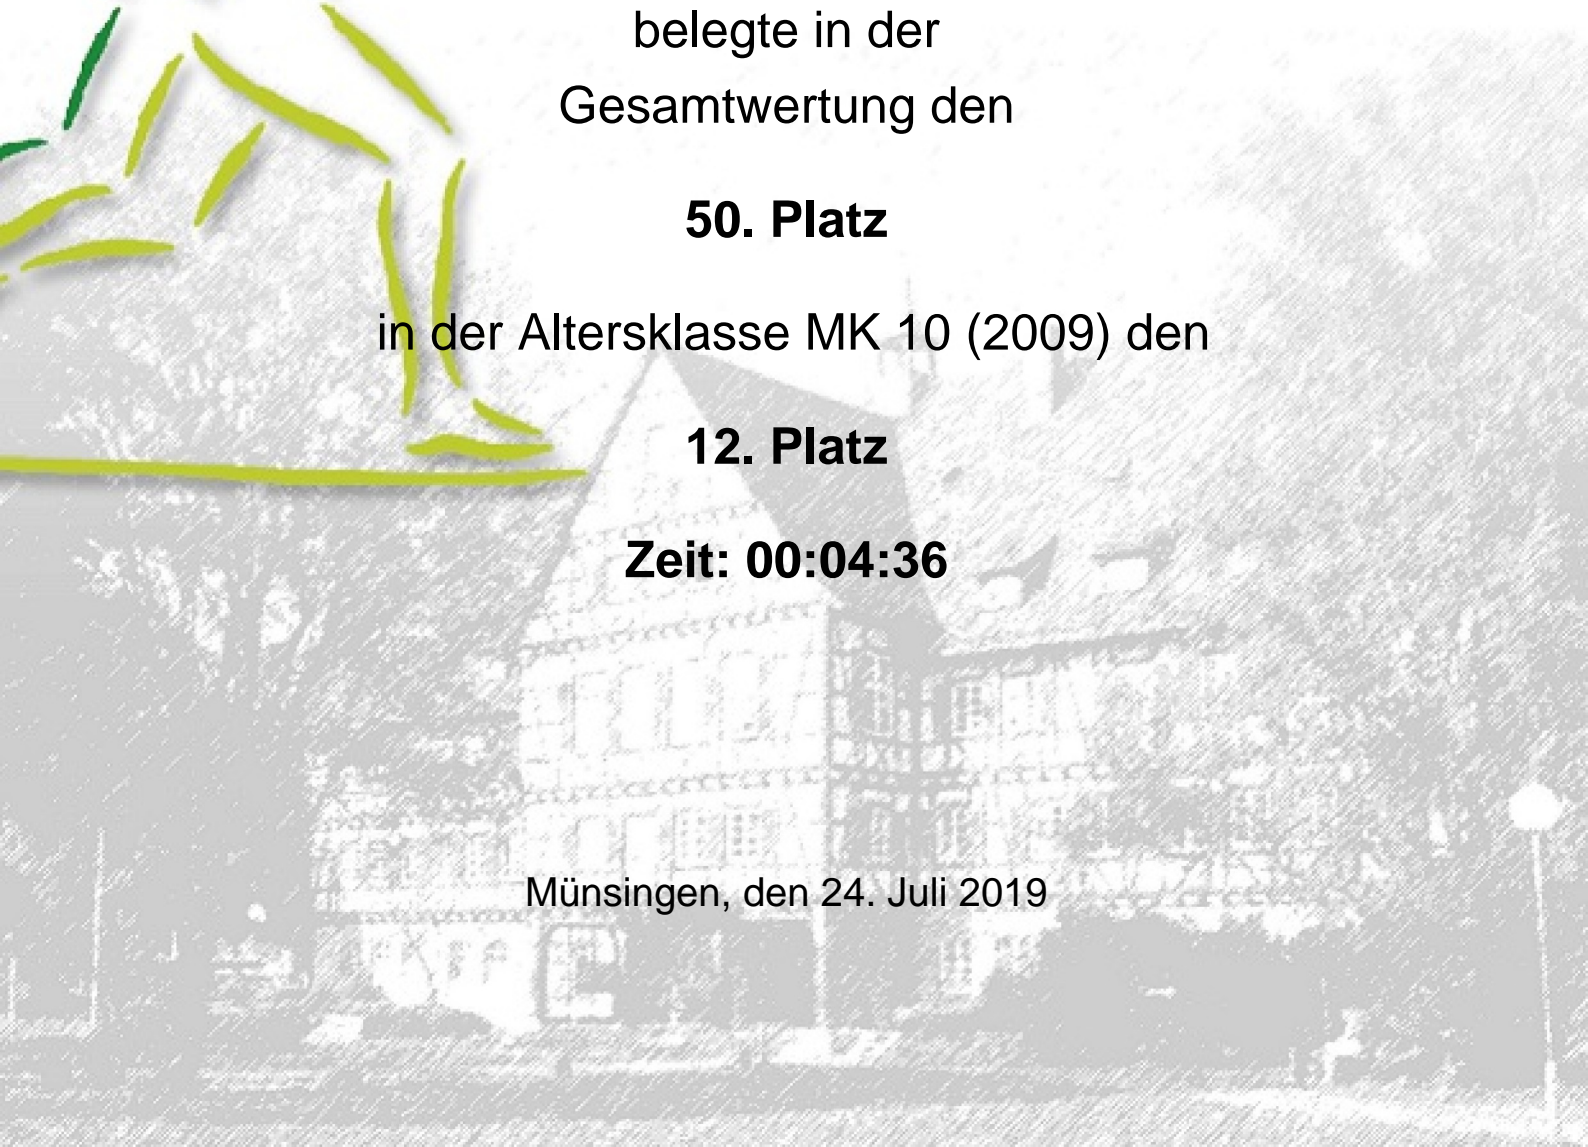 belegte in der
Gesamtwertung den
50. Platz
in der Altersklasse MK 10 (2009) den
12. Platz
Zeit: 00:04:36
Münsingen, den 24. Juli 2019